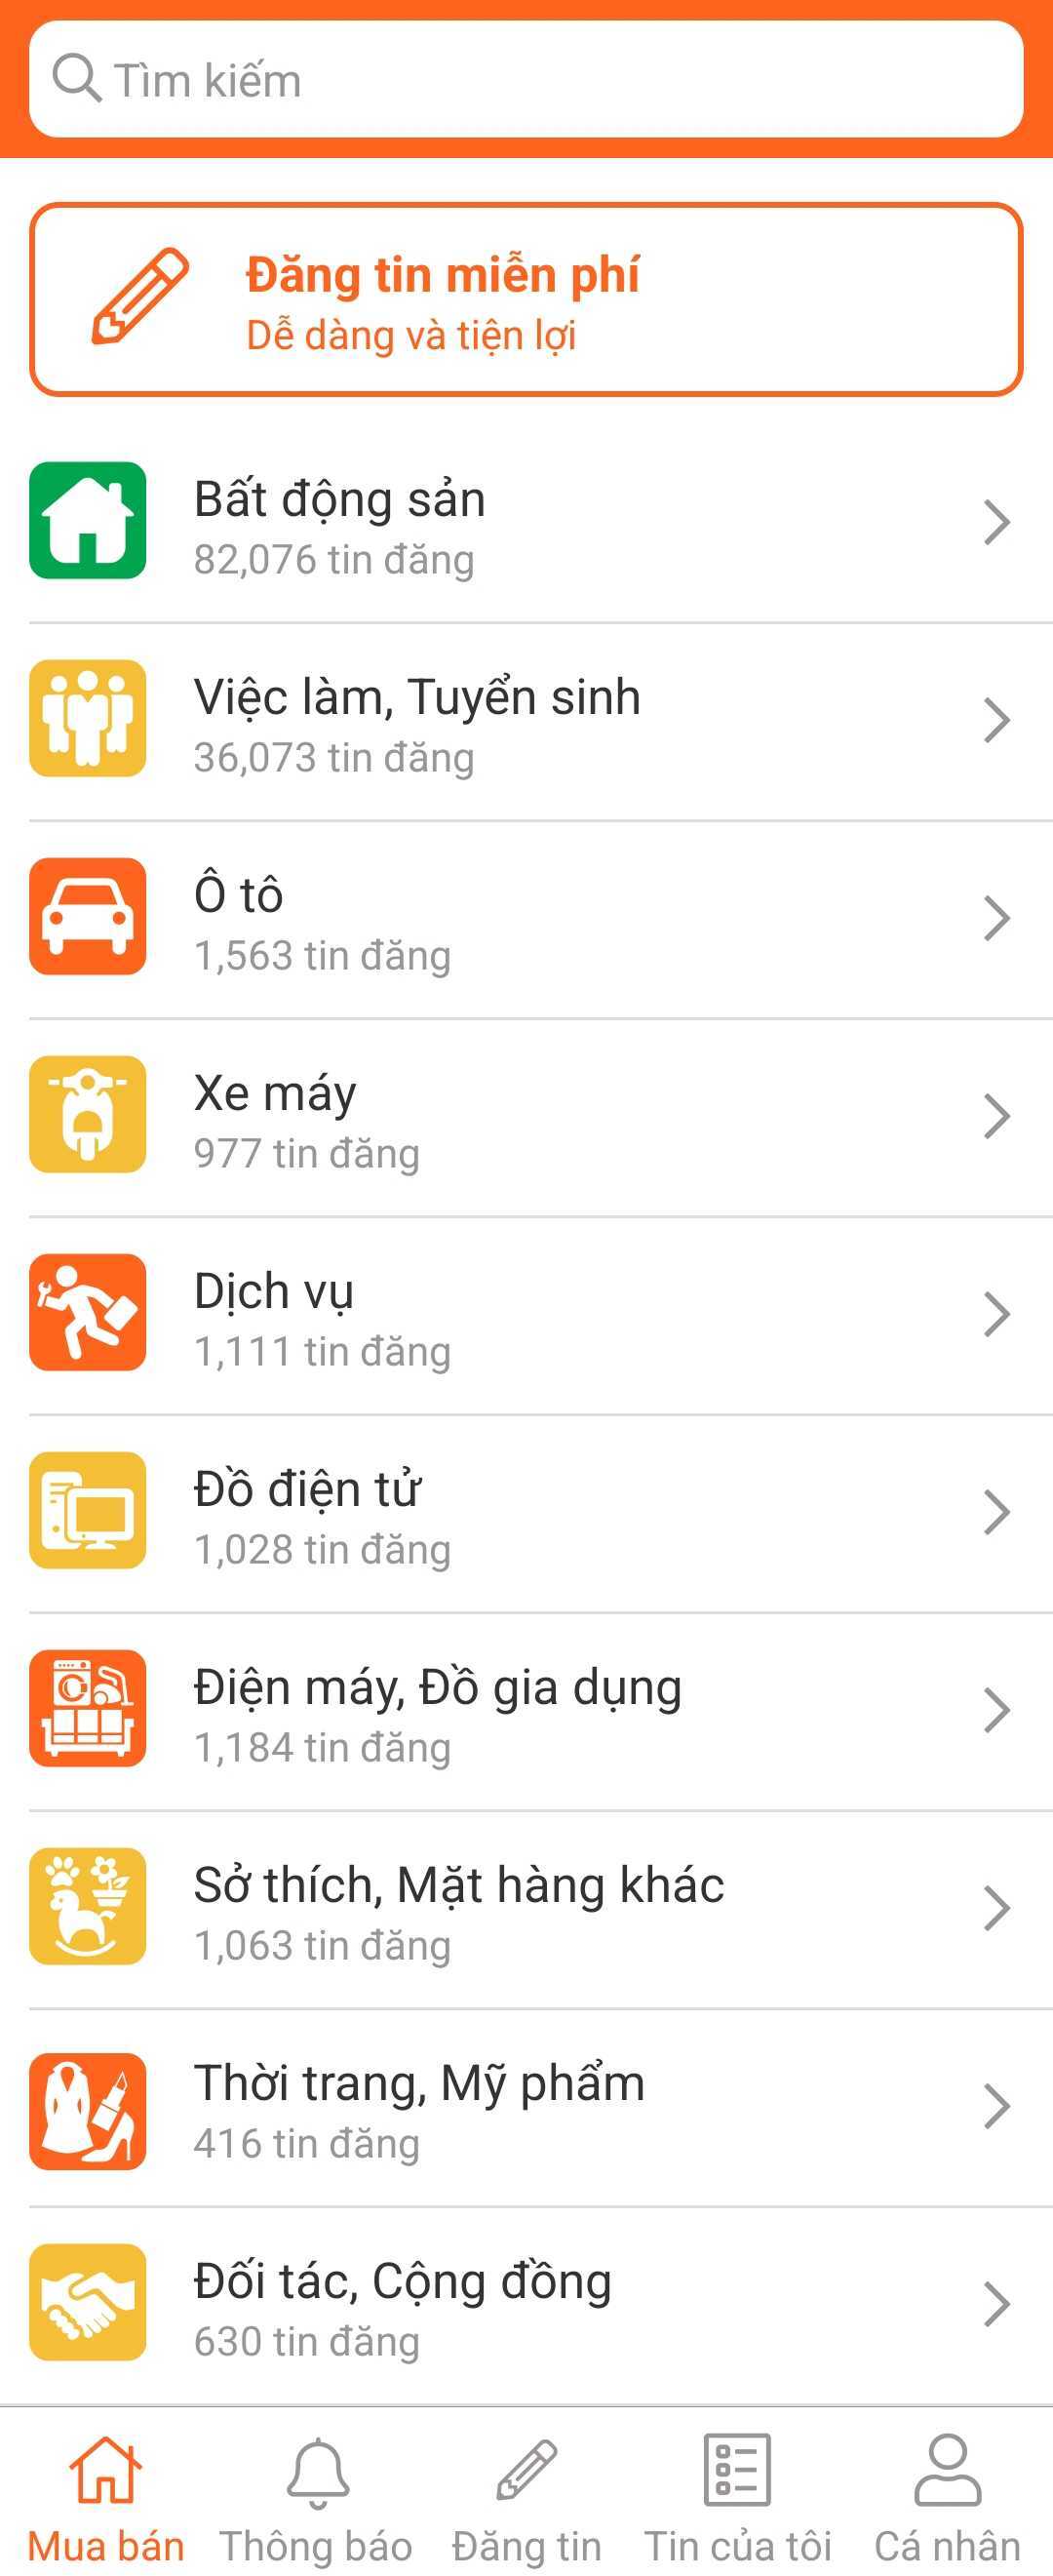 Tìm kiếm
Đăng tin miễn phí
Dễ dàng và tiện lợi
Bất động sản
82,076 tin đăng
Việc làm, Tuyển sinh
36,073 tin đăng
Ô tô
1,563 tin đăng
Xe máy
977 tin đăng
Dịch vụ
1,111 tin đăng
Đồ điện tử
1,028 tin đăng
Điện máy, Đồ gia dụng
1,184 tin đăng
Sở thích, Mặt hàng khác
1,063 tin đăng
Thời trang, Mỹ phẩm
416 tin đăng
Đối tác, Cộng đồng
630 tin đăng
Mua bán Thông báo Đăng tin Tin của tôi Cá nhân